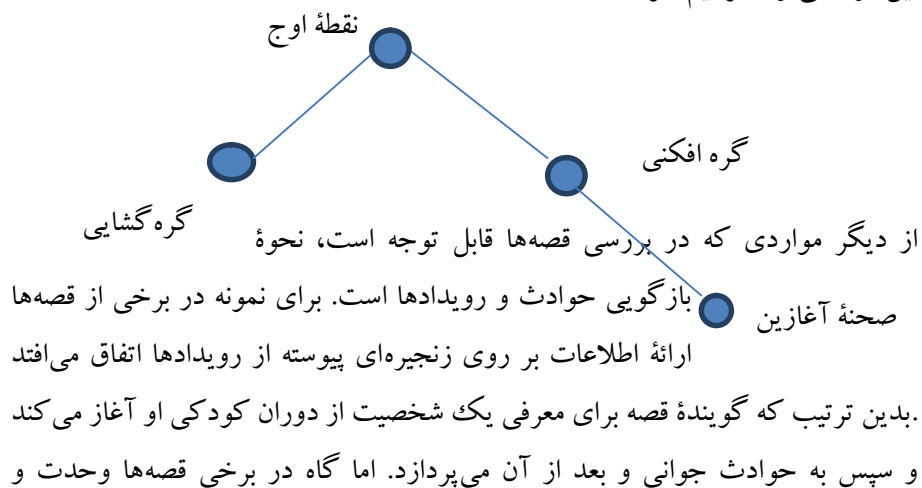 نقطهٔ اوج
گره افکنی
گره‌گشایی
صحنهٔ آغازین
از دیگر مواردی که در بررسی قصه‌ها قابل توجه است، نحوهٔ
بازگویی حوادث و رویدادها است. برای نمونه در برخی از قصه‌ها
ارائهٔ اطلاعات بر روی زنجیره‌ای پیوسته از رویدادها اتفاق می‌افتد
.بدین ترتیب که گویندهٔ قصه برای معرفی یک شخصیت از دوران کودکی او آغاز می‌کند
و سپس به حوادث جوانی و بعد از آن می‌پردازد. اما گاه در برخی قصه‌ها وحدت و